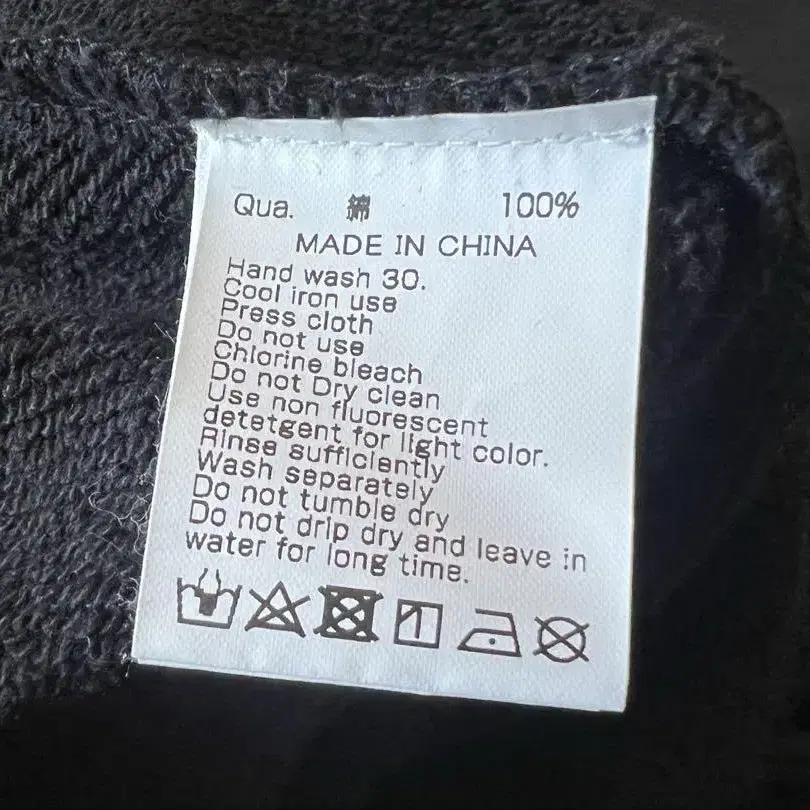 Qua. 綿 100%
MADE IN CHINA
Hand wash 30.
Cool iron use
Press cloth
Do not use
Chlorine bleach
Do not Dry clean
Use non fluorescent
detetgent for light color.
Rinse sufficiently
Wash separately
Do not tumble dry
Do not drip dry and leave in
water for long time.